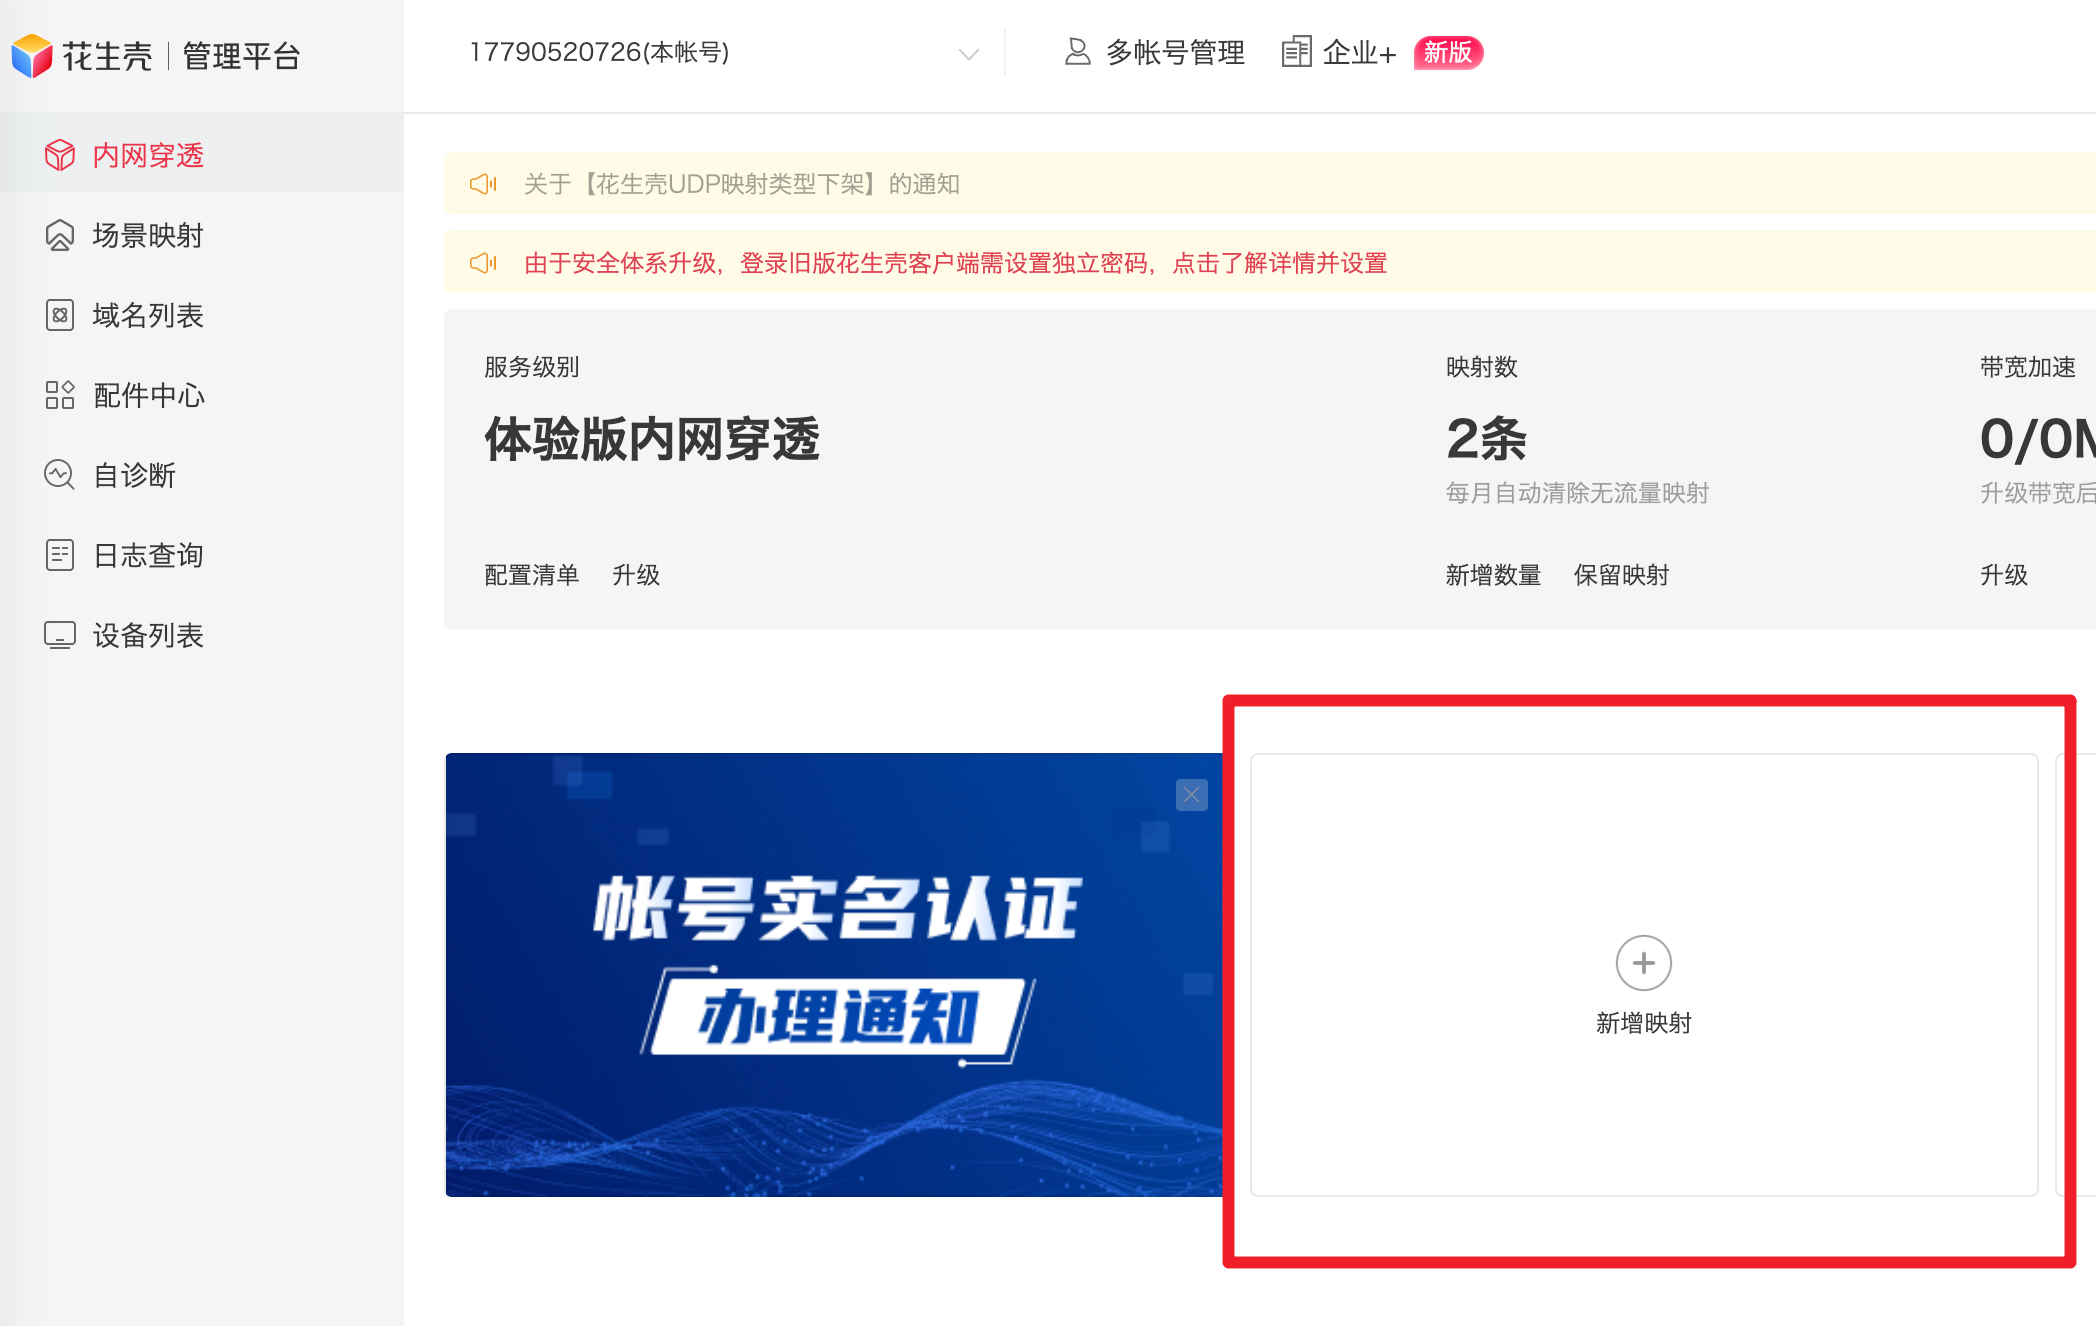 花生壳 管理平台
17790520726(本帐号)
多帐号管理
企业+
新版
内网穿透
场景映射
域名列表
配件中心
自诊断
日志查询
设备列表
关于【花生壳UDP映射类型下架】的通知
由于安全体系升级，登录旧版花生壳客户端需设置独立密码，点击了解详情并设置
服务级别
体验版内网穿透
配置清单 升级
映射数
2条
每月自动清除无流量映射
新增数量 保留映射
带宽加速
0/0M
升级带宽后
升级
帐号实名认证
办理通知
新增映射